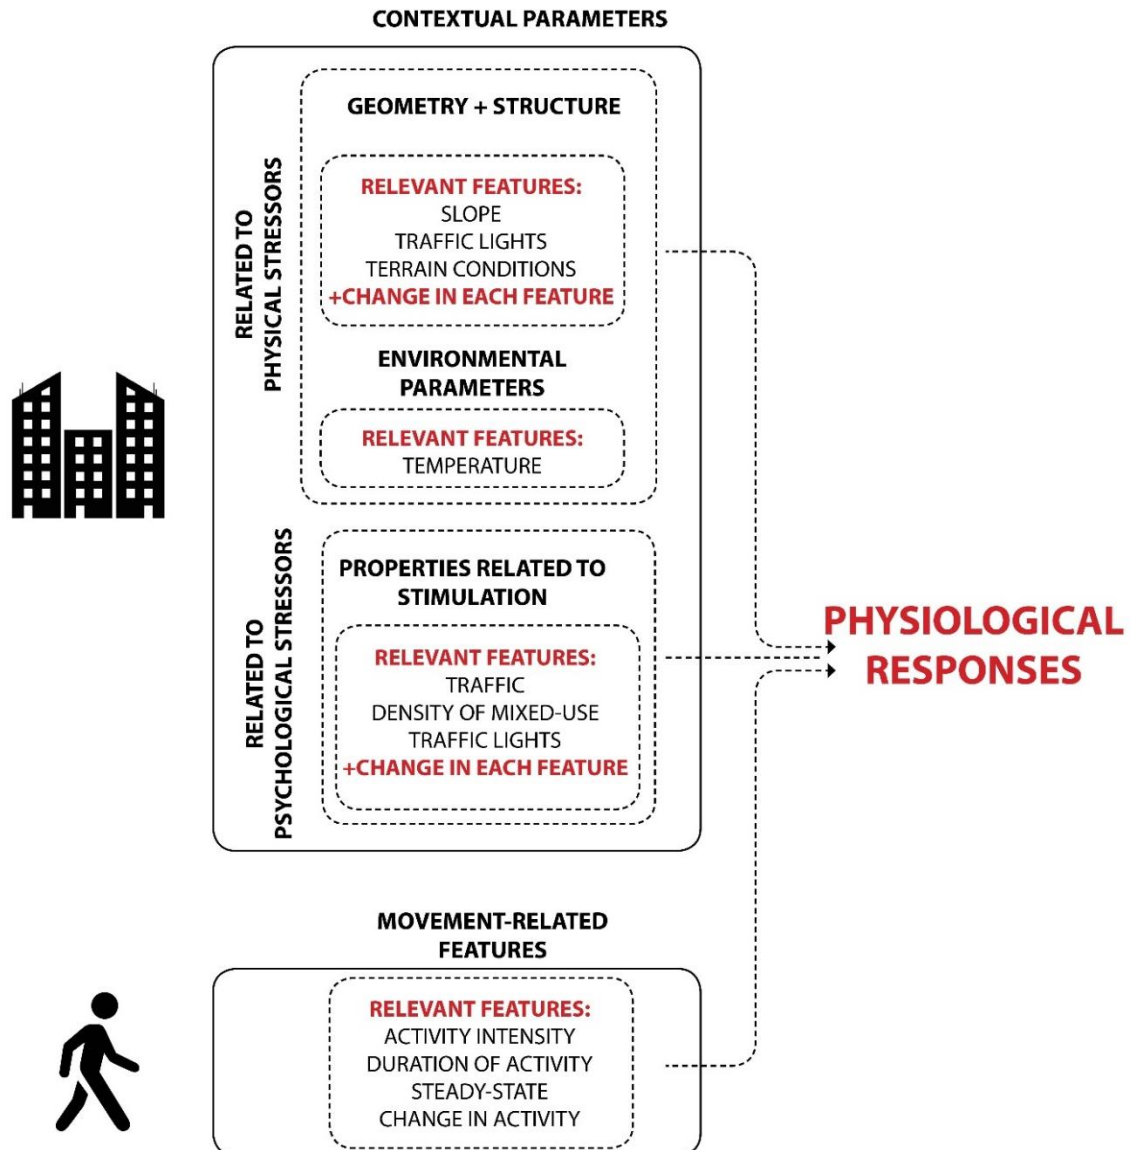 CONTEXTUAL PARAMETERS
RELATED TO
PHYSICAL STRESSORS
GEOMETRY + STRUCTURE
RELEVANT FEATURES:
SLOPE
TRAFFIC LIGHTS
TERRAIN CONDITIONS
+CHANGE IN EACH FEATURE
ENVIRONMENTAL
PARAMETERS
RELEVANT FEATURES:
TEMPERATURE
RELATED TO
PSYCHOLOGICAL STRESSORS
PROPERTIES RELATED TO
STIMULATION
RELEVANT FEATURES:
TRAFFIC
DENSITY OF MIXED-USE
TRAFFIC LIGHTS
+CHANGE IN EACH FEATURE
PHYSIOLOGICAL
RESPONSES
MOVEMENT-RELATED
FEATURES
RELEVANT FEATURES:
ACTIVITY INTENSITY
DURATION OF ACTIVITY
STEADY-STATE
CHANGE IN ACTIVITY